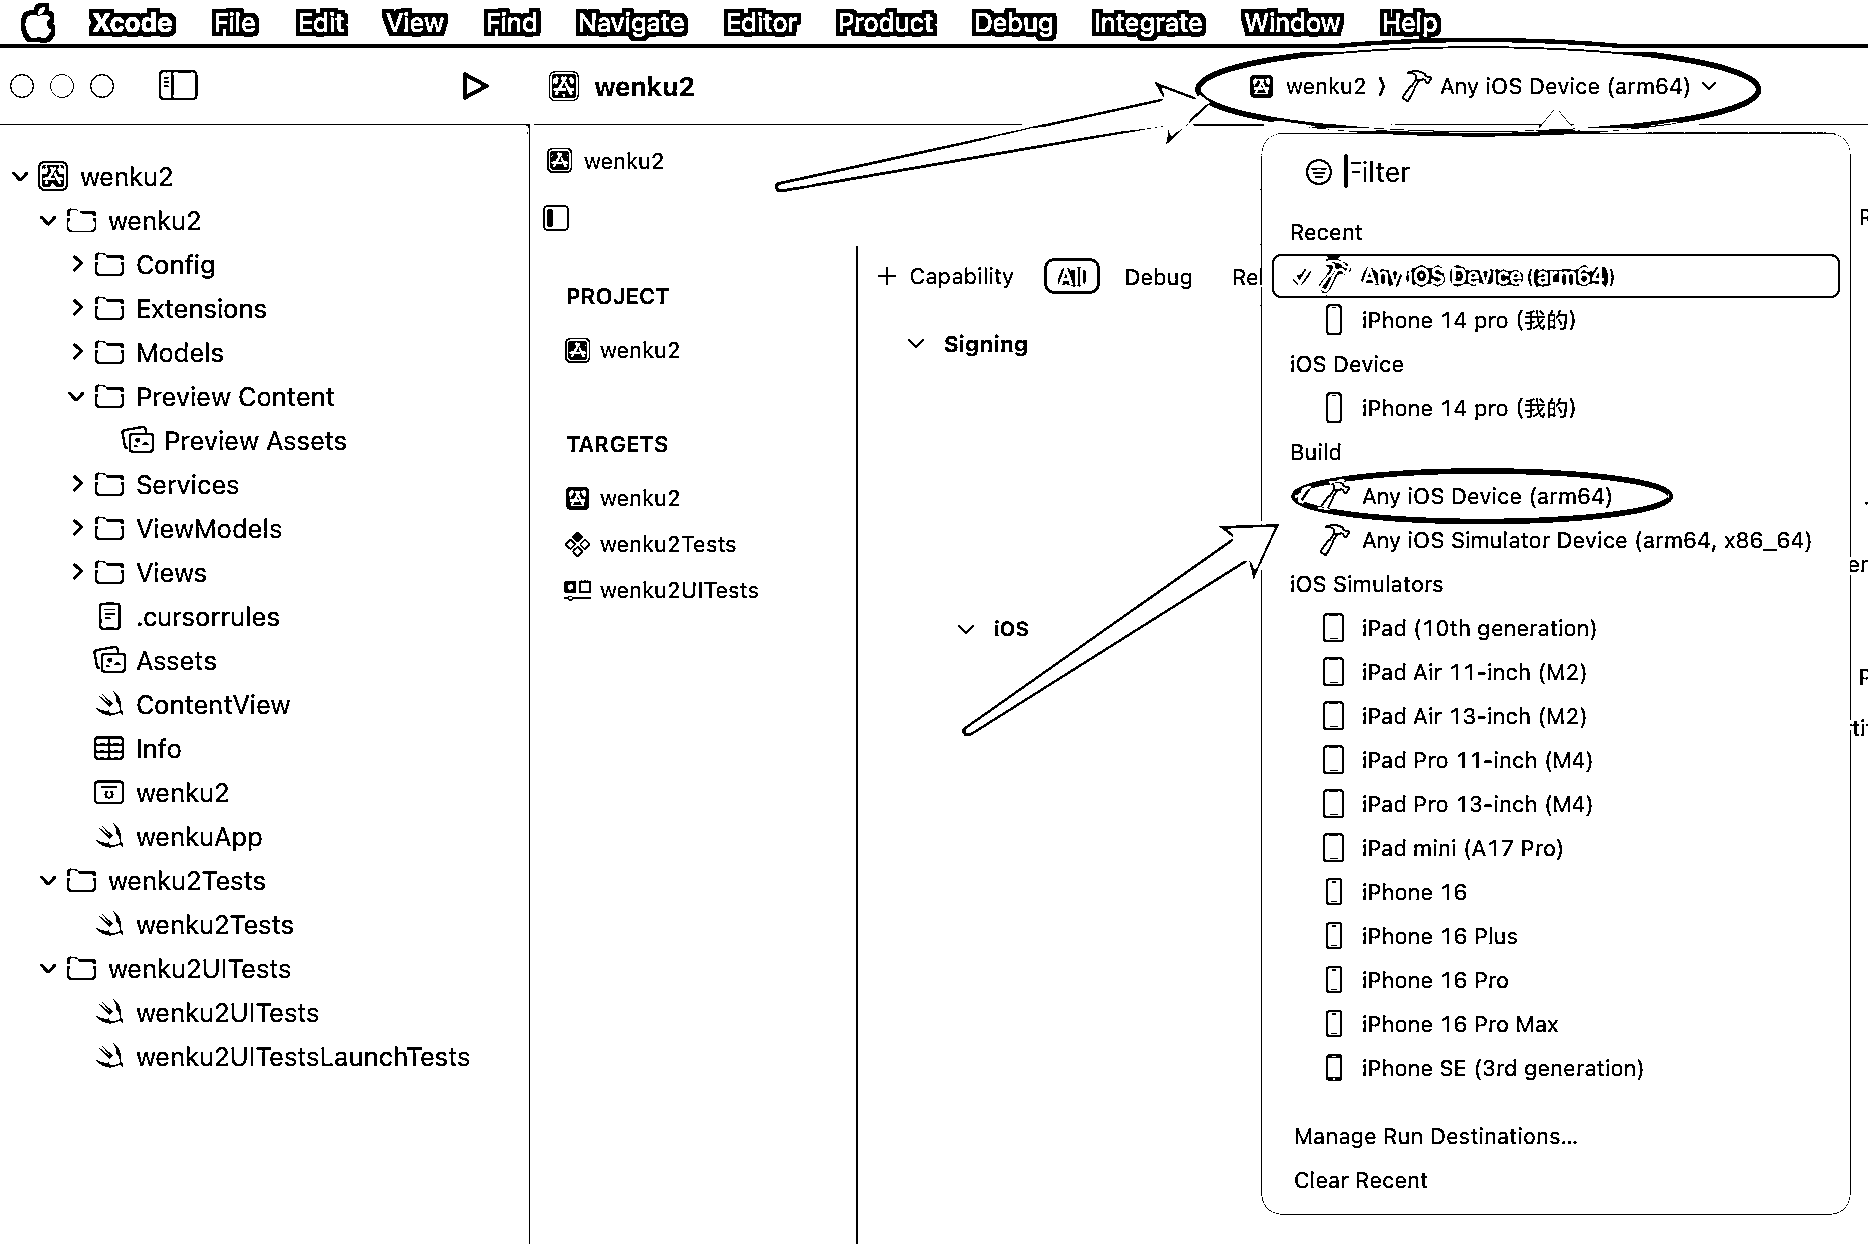 Xcode File Edit View Find Navigate Editor Product Debug Integrate Window Help
wenku2
wenku2 ⟩ Any iOS Device (arm64)
wenku2
wenku2
Config
Extensions
Models
Preview Content
Preview Assets
Services
ViewModels
Views
.cursorrules
Assets
ContentView
Info
wenku2
wenkuApp
wenku2Tests
wenku2Tests
wenku2UITests
wenku2UITests
wenku2UITestsLaunchTests
wenku2
PROJECT
wenku2
TARGETS
wenku2
wenku2Tests
wenku2UITests
+ Capability All Debug
Signing
iOS
Filter
Recent
Any iOS Device (arm64)
iPhone 14 pro (我的)
iOS Device
iPhone 14 pro (我的)
Build
Any iOS Device (arm64)
Any iOS Simulator Device (arm64, x86_64)
iOS Simulators
iPad (10th generation)
iPad Air 11-inch (M2)
iPad Air 13-inch (M2)
iPad Pro 11-inch (M4)
iPad Pro 13-inch (M4)
iPad mini (A17 Pro)
iPhone 16
iPhone 16 Plus
iPhone 16 Pro
iPhone 16 Pro Max
iPhone SE (3rd generation)
Manage Run Destinations...
Clear Recent